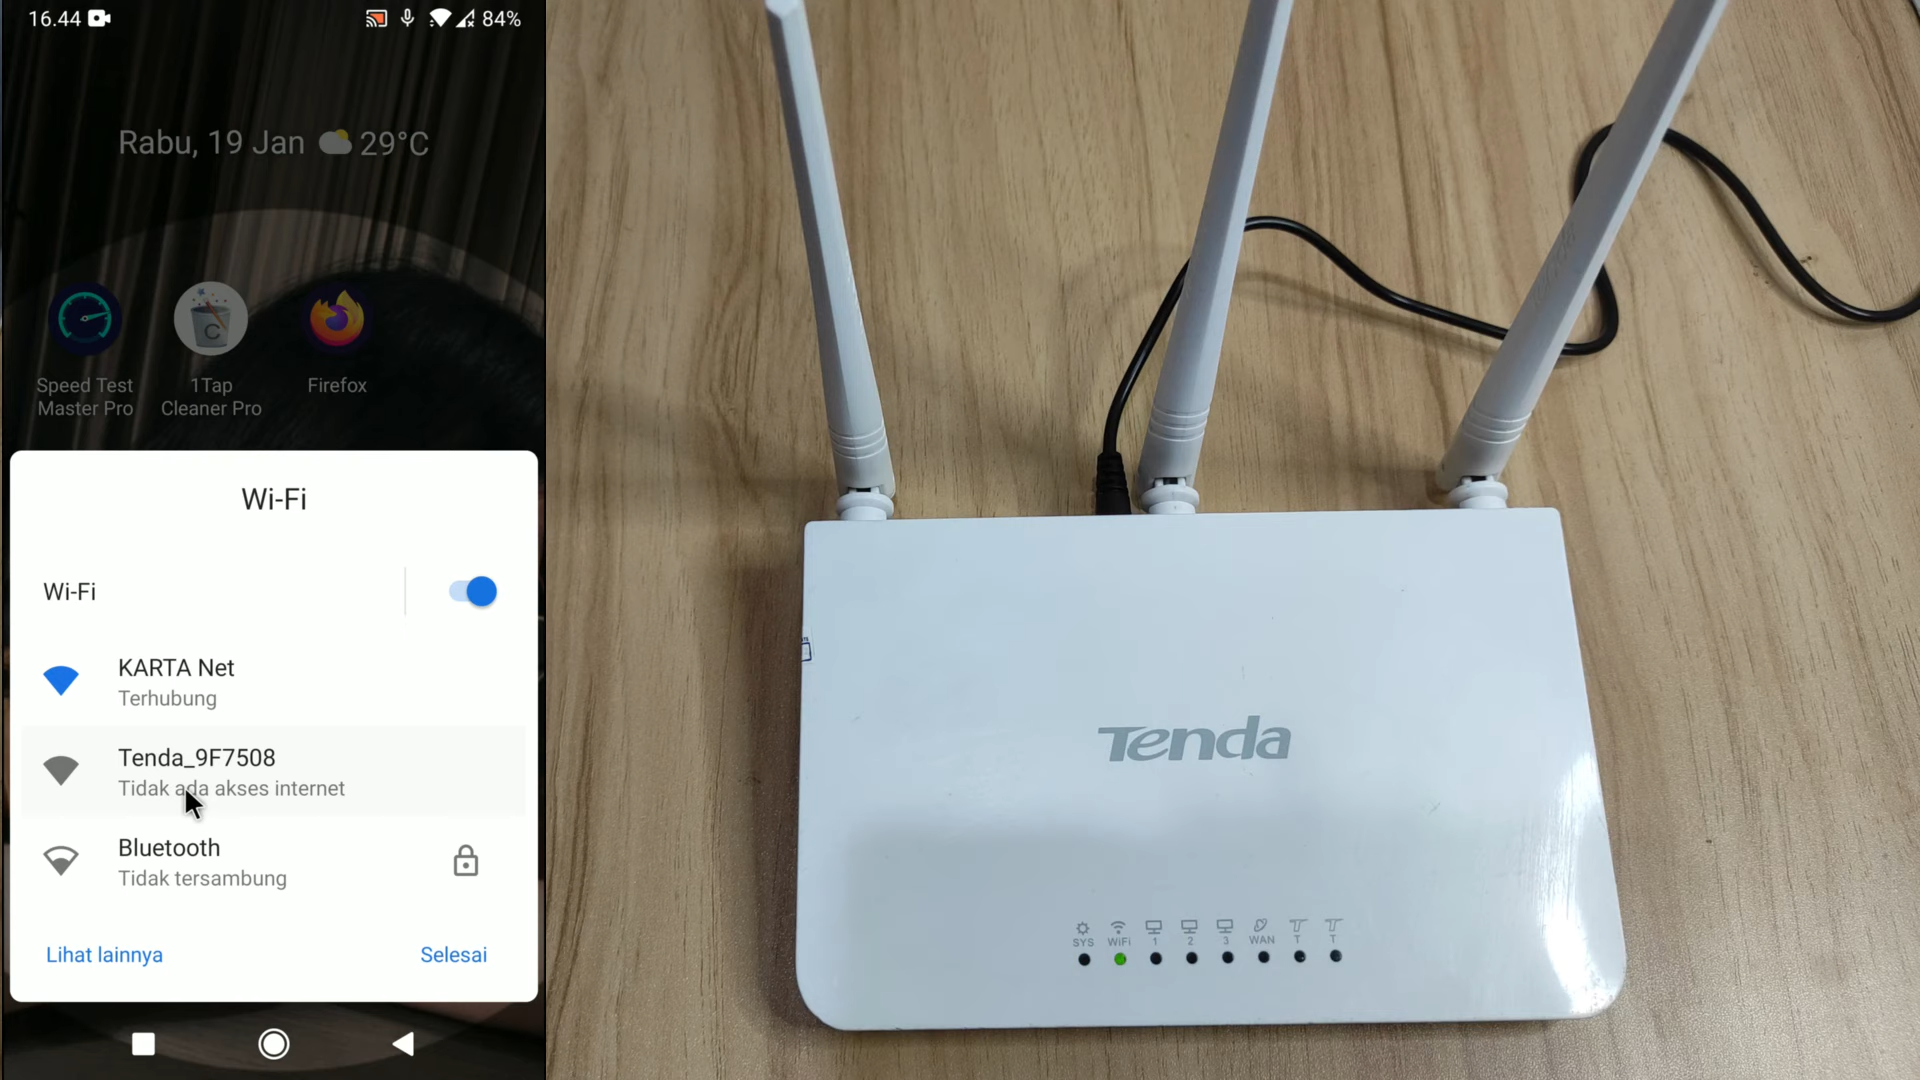 16.44
84%
Rabu, 19 Jan 29°C
Speed Test
Master Pro
1Tap
Cleaner Pro
Firefox
Wi-Fi
Wi-Fi
KARTA Net
Terhubung
Tenda_9F7508
Tidak ada akses internet
Bluetooth
Tidak tersambung
Lihat lainnya
Selesai
Tenda
SYS WiFi 1 2 3 WAN T T